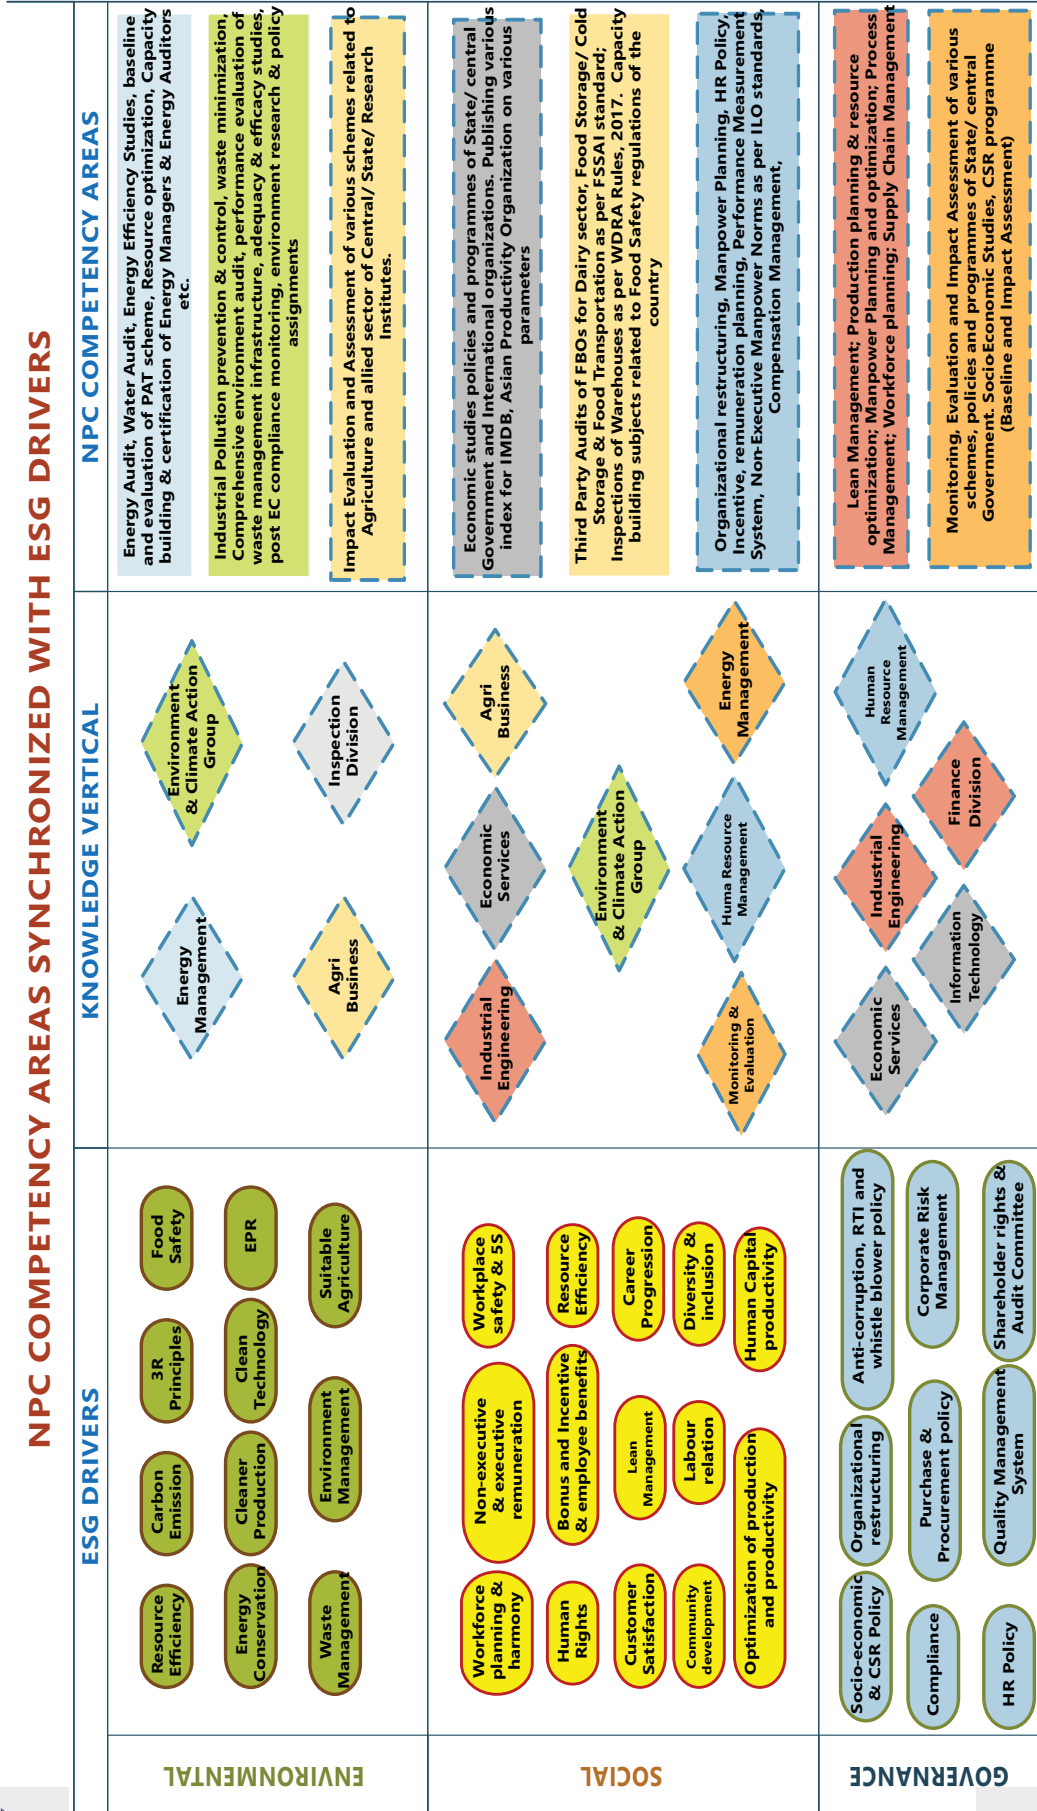 NPC COMPETENCY AREAS SYNCHRONIZED WITH ESG DRIVERS
ESG DRIVERS
KNOWLEDGE VERTICAL
NPC COMPETENCY AREAS
ENVIRONMENTAL
Resource
Efficiency
Carbon
Emission
3R
Principles
Food
Safety
Energy
Conservation
Cleaner
Production
Clean
Technology
EPR
Waste
Management
Environment
Management
Suitable
Agriculture
Energy
Management
Environment
& Climate Action
Group
Agri
Business
Inspection
Division
Energy Audit, Water Audit, Energy Efficiency Studies, baseline
and evaluation of PAT scheme, Resource optimization, Capacity
building & certification of Energy Managers & Energy Auditors
etc.
Industrial Pollution prevention & control, waste minimization,
Comprehensive environment audit, performance evaluation of
waste management infrastructure, adequacy & efficacy studies,
post EC compliance monitoring, environment research & policy
assignments
Impact Evaluation and Assessment of various schemes related to
Agriculture and allied sector of Central/ State/ Research
Institutes.
SOCIAL
Workforce
planning &
harmony
Non-executive
& executive
remuneration
Workplace
safety & 5S
Human
Rights
Bonus and Incentive
& employee benefits
Resource
Efficiency
Customer
Satisfaction
Lean
Management
Career
Progression
Community
development
Labour
relation
Diversity &
inclusion
Optimization of production
and productivity
Human Capital
productivity
Industrial
Engineering
Economic
Services
Agri
Business
Environment
& Climate Action
Group
Monitoring &
Evaluation
Huma Resource
Management
Energy
Management
Economic studies policies and programmes of State/ central
Government and International organizations. Publishing various
index for IMDB, Asian Productivity Organization on various
parameters
Third Party Audits of FBOs for Dairy sector, Food Storage/ Cold
Storage & Food Transportation as per FSSAI standard;
Inspections of Warehouses as per WDRA Rules, 2017. Capacity
building subjects related to Food Safety regulations of the
country
Organizational restructuring, Manpower Planning, HR Policy,
Incentive, remuneration planning, Performance Measurement
System, Non-Executive Manpower Norms as per ILO standards,
Compensation Management,
GOVERNANCE
Socio-economic
& CSR Policy
Organizational
restructuring
Anti-corruption, RTI and
whistle blower policy
Compliance
Purchase &
Procurement policy
Corporate Risk
Management
HR Policy
Quality Management
System
Shareholder rights &
Audit Committee
Economic
Services
Industrial
Engineering
Human
Resource
Management
Information
Technology
Finance
Division
Lean Management; Production planning & resource
optimization; Manpower Planning and optimization; Process
Management; Workforce planning; Supply Chain Management
Monitoring, Evaluation and Impact Assessment of various
schemes, policies and programmes of State/ central
Government. Socio-Economic Studies, CSR programme
(Baseline and Impact Assessment)